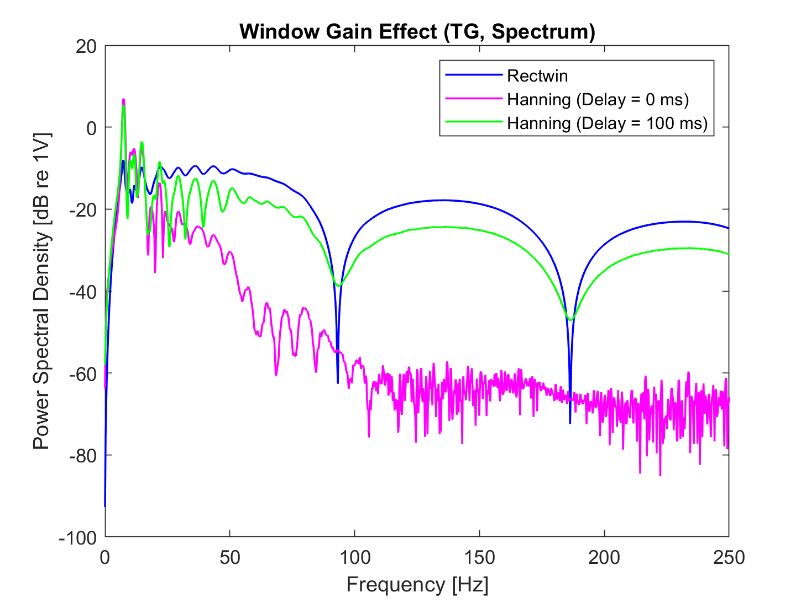 Window Gain Effect (TG, Spectrum)
Rectwin
Hanning (Delay = 0 ms)
Hanning (Delay = 100 ms)
Power Spectral Density [dB re 1V]
20
0
-20
-40
-60
-80
-100
0 50 100 150 200 250
Frequency [Hz]